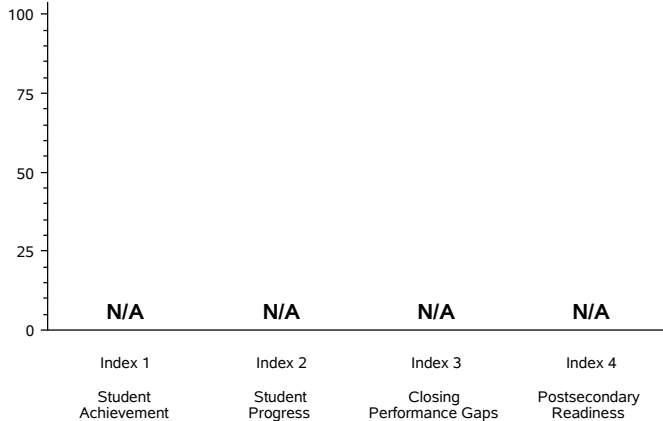 100
75
50
25
0
N/A N/A N/A N/A
Index 1 Index 2 Index 3 Index 4
Student Achievement
Student Progress
Closing Performance Gaps
Postsecondary Readiness